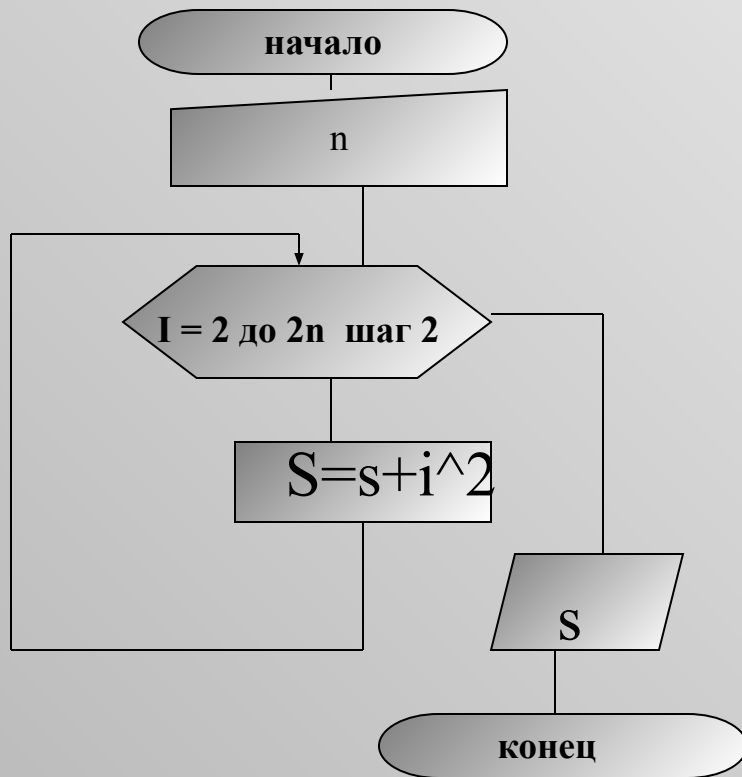 начало
n
I = 2 до 2n шаг 2
S=s+i^2
S
конец